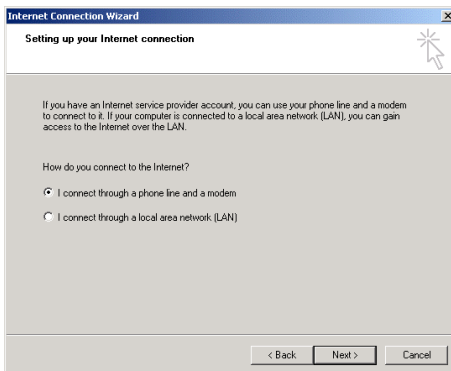 Internet Connection Wizard
Setting up your Internet connection
If you have an Internet service provider account, you can use your phone line and a modem
to connect to it. If your computer is connected to a local area network (LAN), you can gain
access to the Internet over the LAN.
How do you connect to the Internet?
I connect through a phone line and a modem
I connect through a local area network (LAN)
< Back Next > Cancel